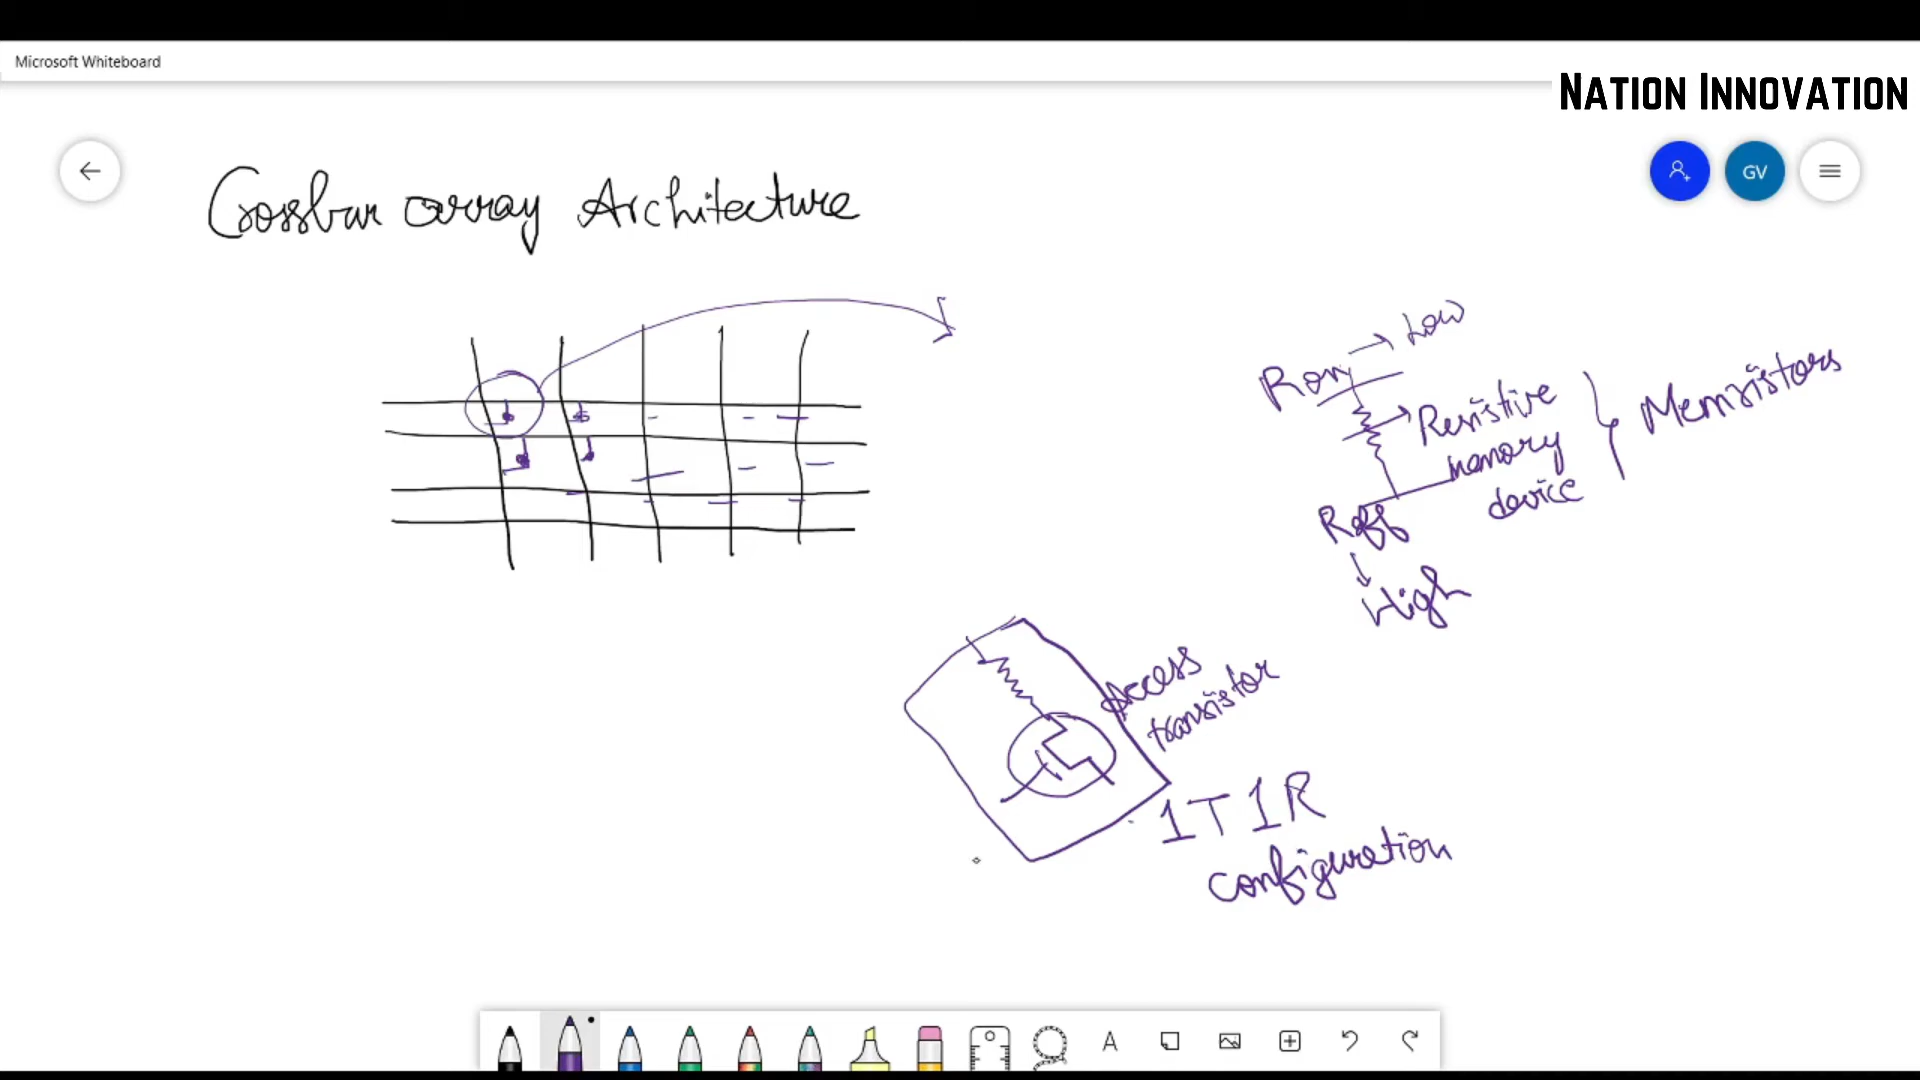 Microsoft Whiteboard
NATION INNOVATION
GV
Crossbar array Architecture
Ron → Low
Resistive
memory
device
Memristors
Roff
High
Access
transistor
1T1R
configuration
A